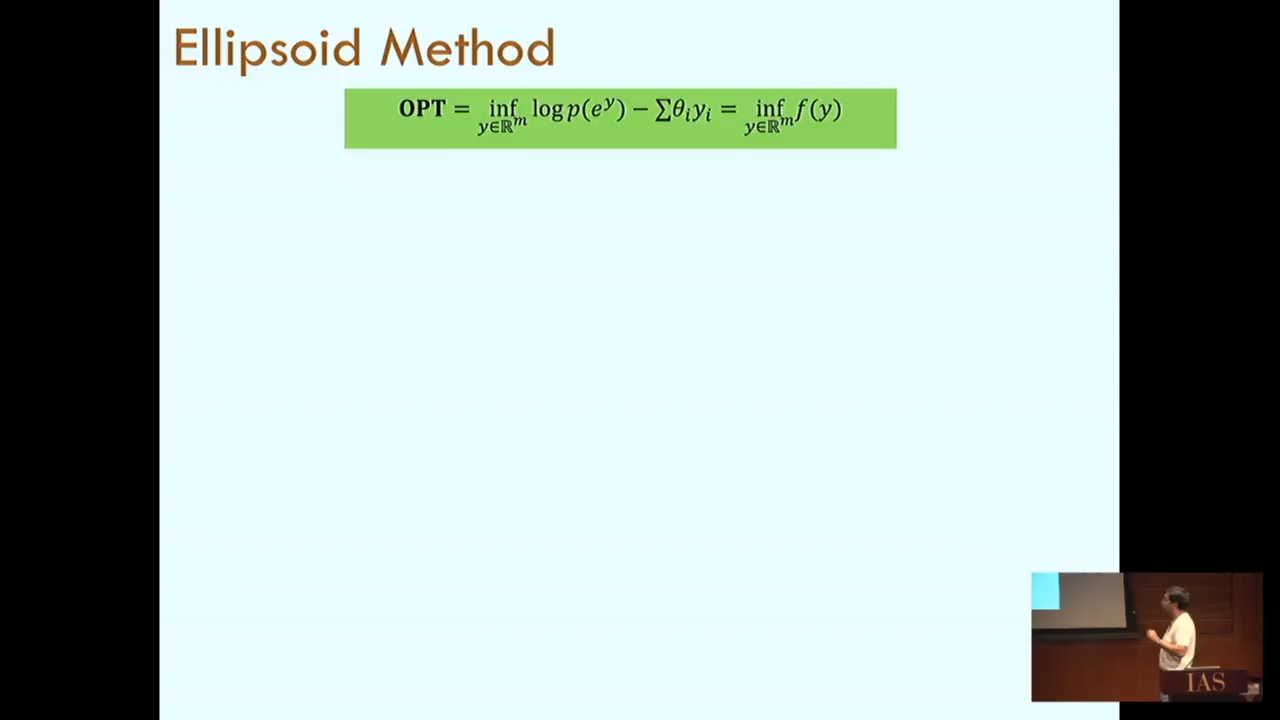 Ellipsoid Method
OPT = inf_{y∈ℝ^m} log p(e^y) − ∑θ_i y_i = inf_{y∈ℝ^m} f(y)
IAS